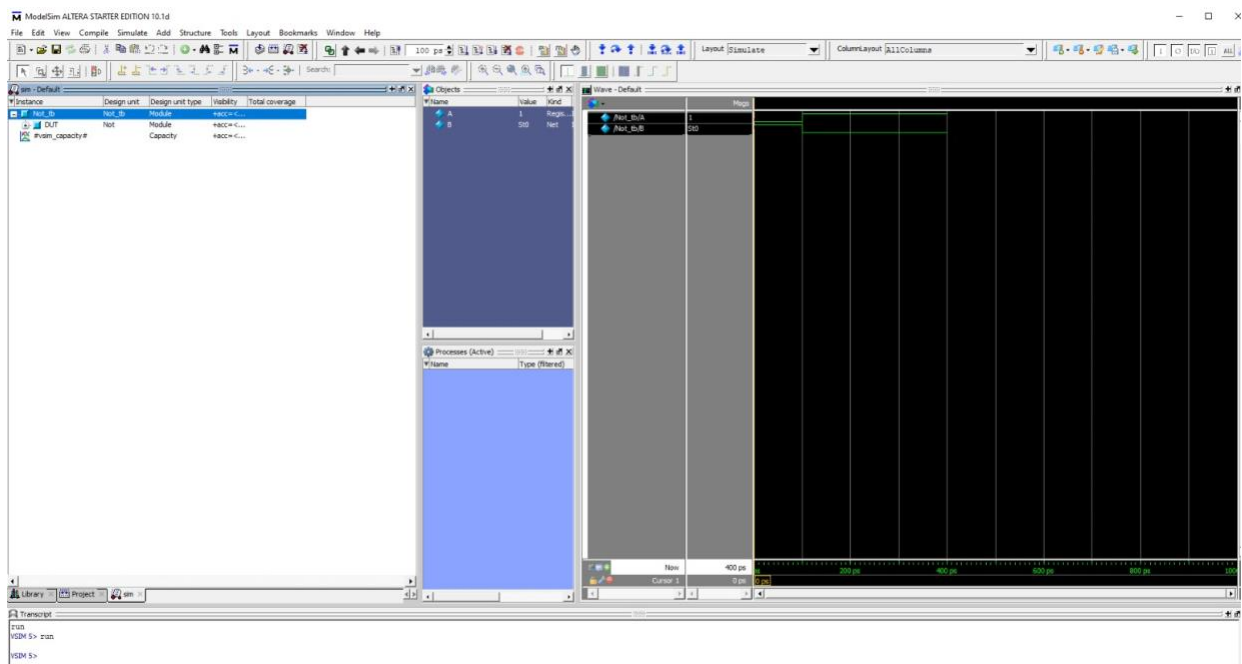 ModelSim ALTERA STARTER EDITION 10.1d
File Edit View Compile Simulate Add Structure Tools Layout Bookmarks Window Help
100 ps Layout Simulate ColumnLayout AllColumns
Search:
sim - Default
Instance Design unit Design unit type Visibility Total coverage
Not_tb Not_tb Module +acc=<...
DUT Not Module +acc=<...
#vsim_capacity# Capacity +acc=<...
Objects
Name Value Kind
A 1 Regis...
B St0 Net
Processes (Active)
Name Type (filtered)
Wave - Default
Msgs
/Not_tb/A 1
/Not_tb/B St0
Now 400 ps 200 ps 400 ps 600 ps 800 ps
Cursor 1 0 ps 0 ps
Library Project sim
Transcript
run
VSIM 5> run
VSIM 5>